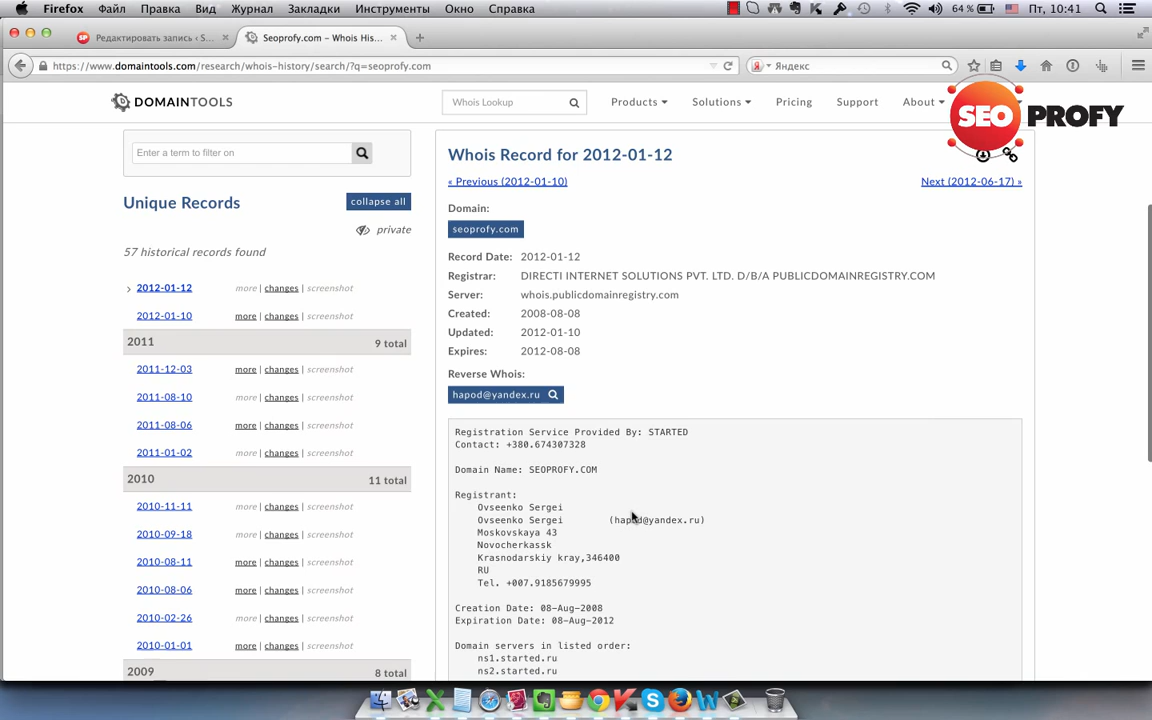 Firefox Файл Правка Вид Журнал Закладки Инструменты Окно Справка 64 % Пт, 10:41
SP Редактировать запись ‹ S... Seoprofy.com – Whois His...
https://www.domaintools.com/research/whois-history/search/?q=seoprofy.com Яндекс
DOMAINTOOLS Whois Lookup Products Solutions Pricing Support About
SEO PROFY
Enter a term to filter on
Unique Records collapse all
private
57 historical records found
2012-01-12 more | changes | screenshot
2012-01-10 more | changes | screenshot
2011 9 total
2011-12-03 more | changes | screenshot
2011-08-10 more | changes | screenshot
2011-08-06 more | changes | screenshot
2011-01-02 more | changes | screenshot
2010 11 total
2010-11-11 more | changes | screenshot
2010-09-18 more | changes | screenshot
2010-08-11 more | changes | screenshot
2010-08-06 more | changes | screenshot
2010-02-26 more | changes | screenshot
2010-01-01 more | changes | screenshot
2009 8 total
Whois Record for 2012-01-12
« Previous (2012-01-10) Next (2012-06-17) »
Domain:
seoprofy.com
Record Date: 2012-01-12
Registrar: DIRECTI INTERNET SOLUTIONS PVT. LTD. D/B/A PUBLICDOMAINREGISTRY.COM
Server: whois.publicdomainregistry.com
Created: 2008-08-08
Updated: 2012-01-10
Expires: 2012-08-08
Reverse Whois:
hapod@yandex.ru
Registration Service Provided By: STARTED
Contact: +380.674307328
Domain Name: SEOPROFY.COM
Registrant:
Ovseenko Sergei
Ovseenko Sergei (hapod@yandex.ru)
Moskovskaya 43
Novocherkassk
Krasnodarskiy kray,346400
RU
Tel. +007.9185679995
Creation Date: 08-Aug-2008
Expiration Date: 08-Aug-2012
Domain servers in listed order:
ns1.started.ru
ns2.started.ru